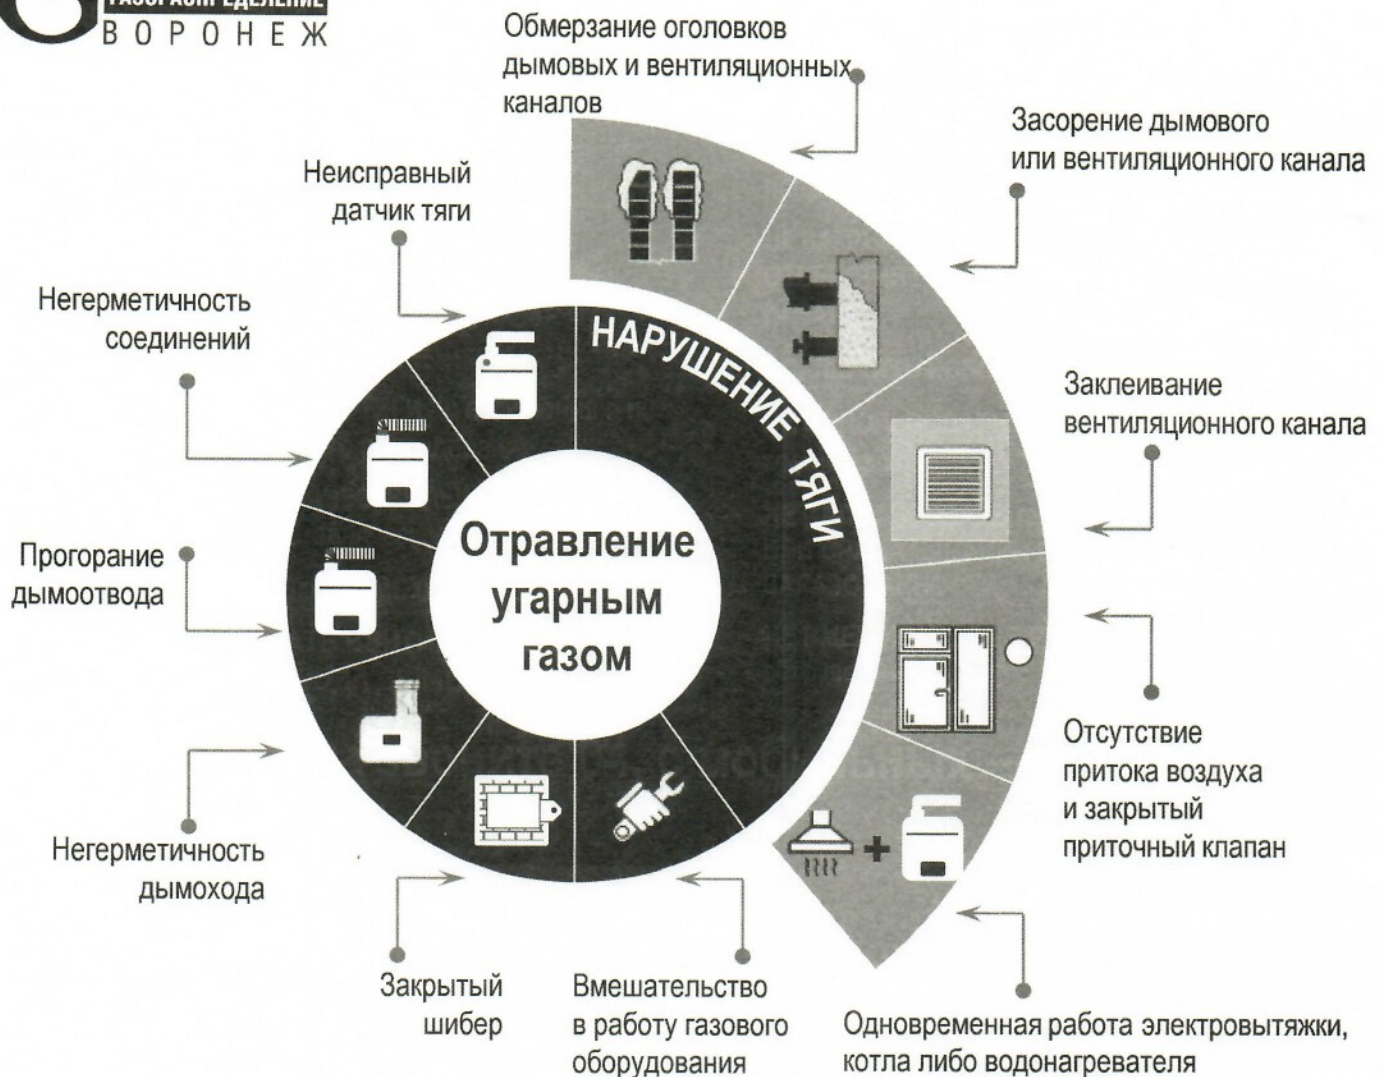 ГАЗОРАСПРЕДЕЛЕНИЕ
ВОРОНЕЖ
Обмерзание оголовков
дымовых и вентиляционных
каналов
Засорение дымового
или вентиляционного канала
Неисправный
датчик тяги
Негерметичность
соединений
НАРУШЕНИЕ ТЯГИ
Заклеивание
вентиляционного канала
Отравление
угарным
газом
Прогорание
дымоотвода
Отсутствие
притока воздуха
и закрытый
приточный клапан
Негерметичность
дымохода
Закрытый
шибер
Вмешательство
в работу газового
оборудования
Одновременная работа электровытяжки,
котла либо водонагревателя